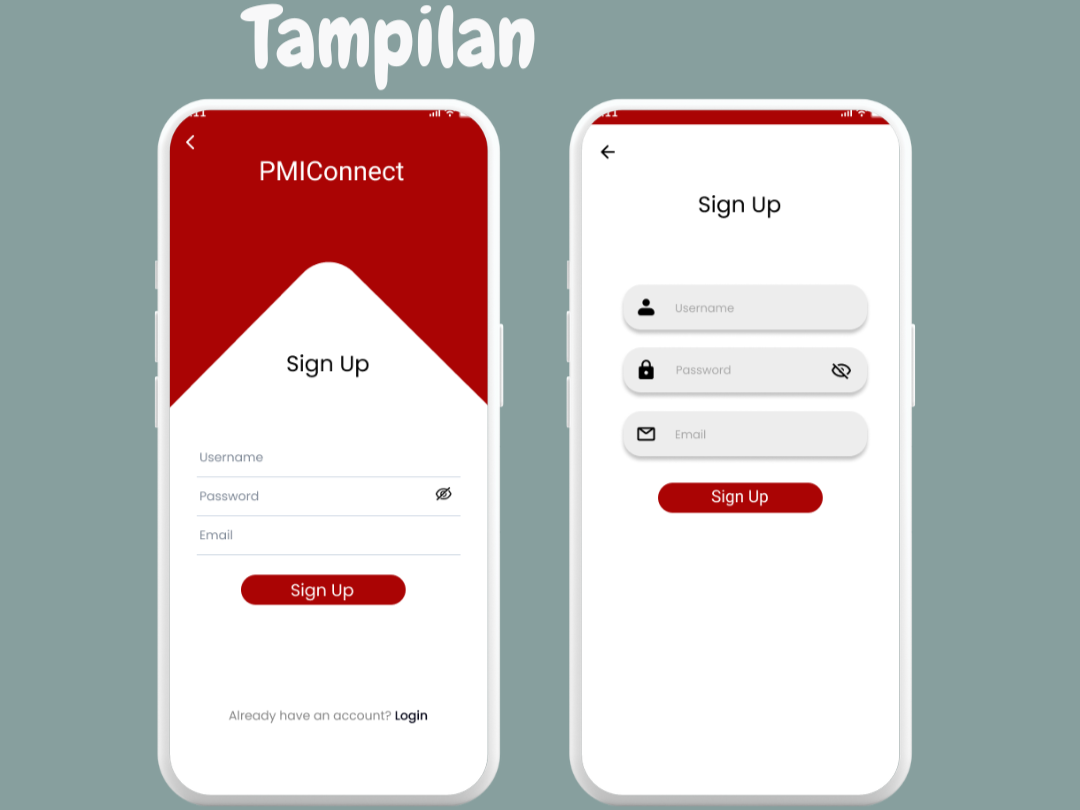 Tampilan
PMIConnect
Sign Up
Username
Password
Email
Sign Up
Already have an account? Login
Sign Up
Username
Password
Email
Sign Up